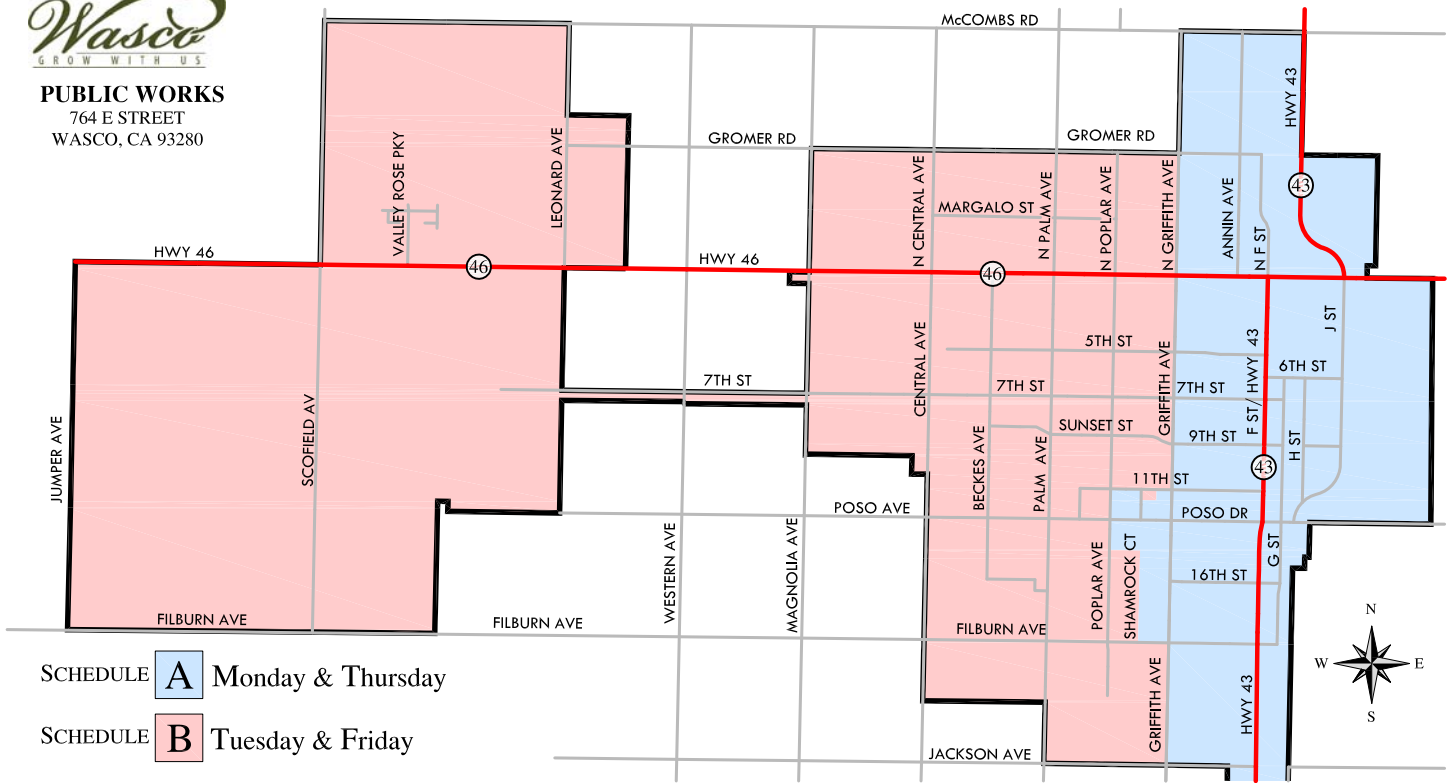 Wasco
GROW WITH US
PUBLIC WORKS
764 E STREET
WASCO, CA 93280
McCOMBS RD
HWY 43
GROMER RD
GROMER RD
VALLEY ROSE PKY
LEONARD AVE
N CENTRAL AVE
MARGALO ST
N PALM AVE
N POPLAR AVE
N GRIFFITH AVE
ANNIN AVE
N F ST
43
HWY 46
46
HWY 46
46
J ST
CENTRAL AVE
5TH ST
GRIFFITH AVE
F ST/ HWY 43
6TH ST
7TH ST
7TH ST
7TH ST
JUMPER AVE
SCOFIELD AV
BECKES AVE
PALM AVE
SUNSET ST
9TH ST
H ST
43
11TH ST
POSO AVE
POSO DR
WESTERN AVE
MAGNOLIA AVE
POPLAR AVE
SHAMROCK CT
G ST
16TH ST
FILBURN AVE
FILBURN AVE
FILBURN AVE
GRIFFITH AVE
HWY 43
JACKSON AVE
N
W E
S
SCHEDULE A Monday & Thursday
SCHEDULE B Tuesday & Friday